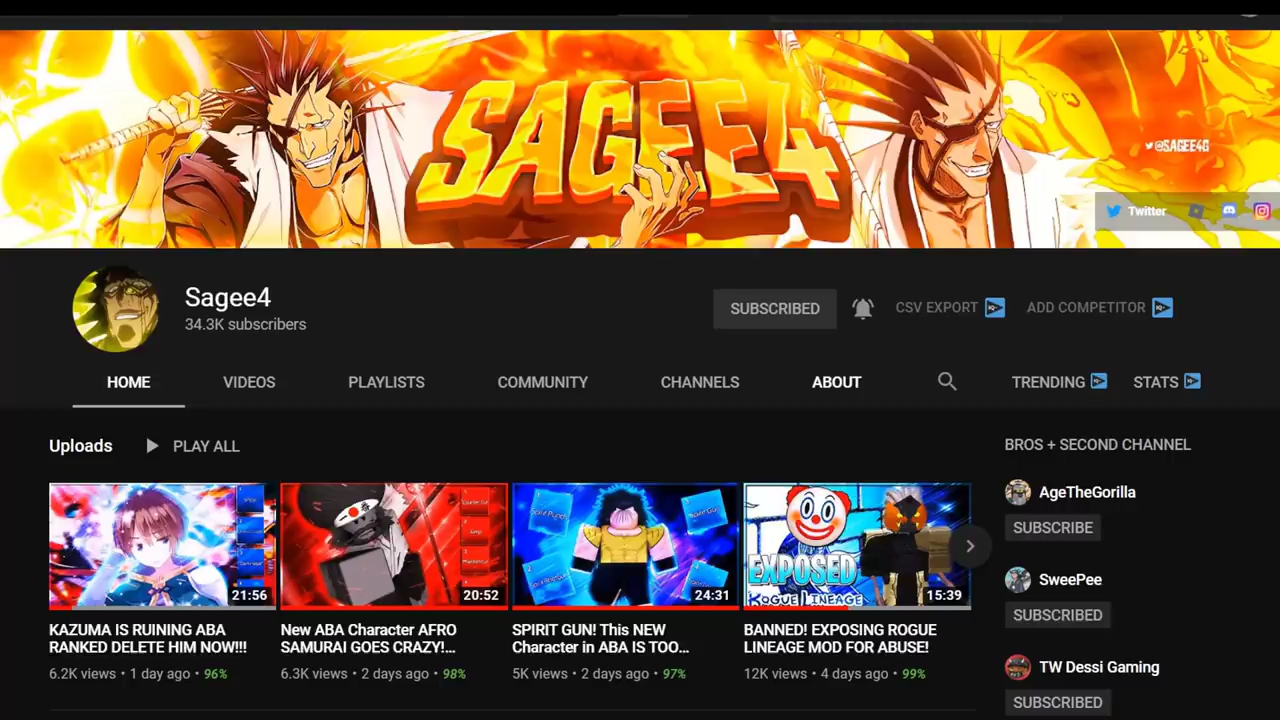 SAGEE4
@SAGEE4G
Twitter
Sagee4
34.3K subscribers
SUBSCRIBED
CSV EXPORT
ADD COMPETITOR
HOME
VIDEOS
PLAYLISTS
COMMUNITY
CHANNELS
ABOUT
TRENDING
STATS
Uploads
PLAY ALL
21:56
KAZUMA IS RUINING ABA
RANKED DELETE HIM NOW!!!
6.2K views • 1 day ago • 96%
20:52
New ABA Character AFRO
SAMURAI GOES CRAZY!...
6.3K views • 2 days ago • 98%
Spirit Gun
24:31
SPIRIT GUN! This NEW
Character in ABA IS TOO...
5K views • 2 days ago • 97%
EXPOSED
ROGUE LINEAGE
15:39
BANNED! EXPOSING ROGUE
LINEAGE MOD FOR ABUSE!
12K views • 4 days ago • 99%
BROS + SECOND CHANNEL
AgeTheGorilla
SUBSCRIBE
SweePee
SUBSCRIBED
TW Dessi Gaming
SUBSCRIBED